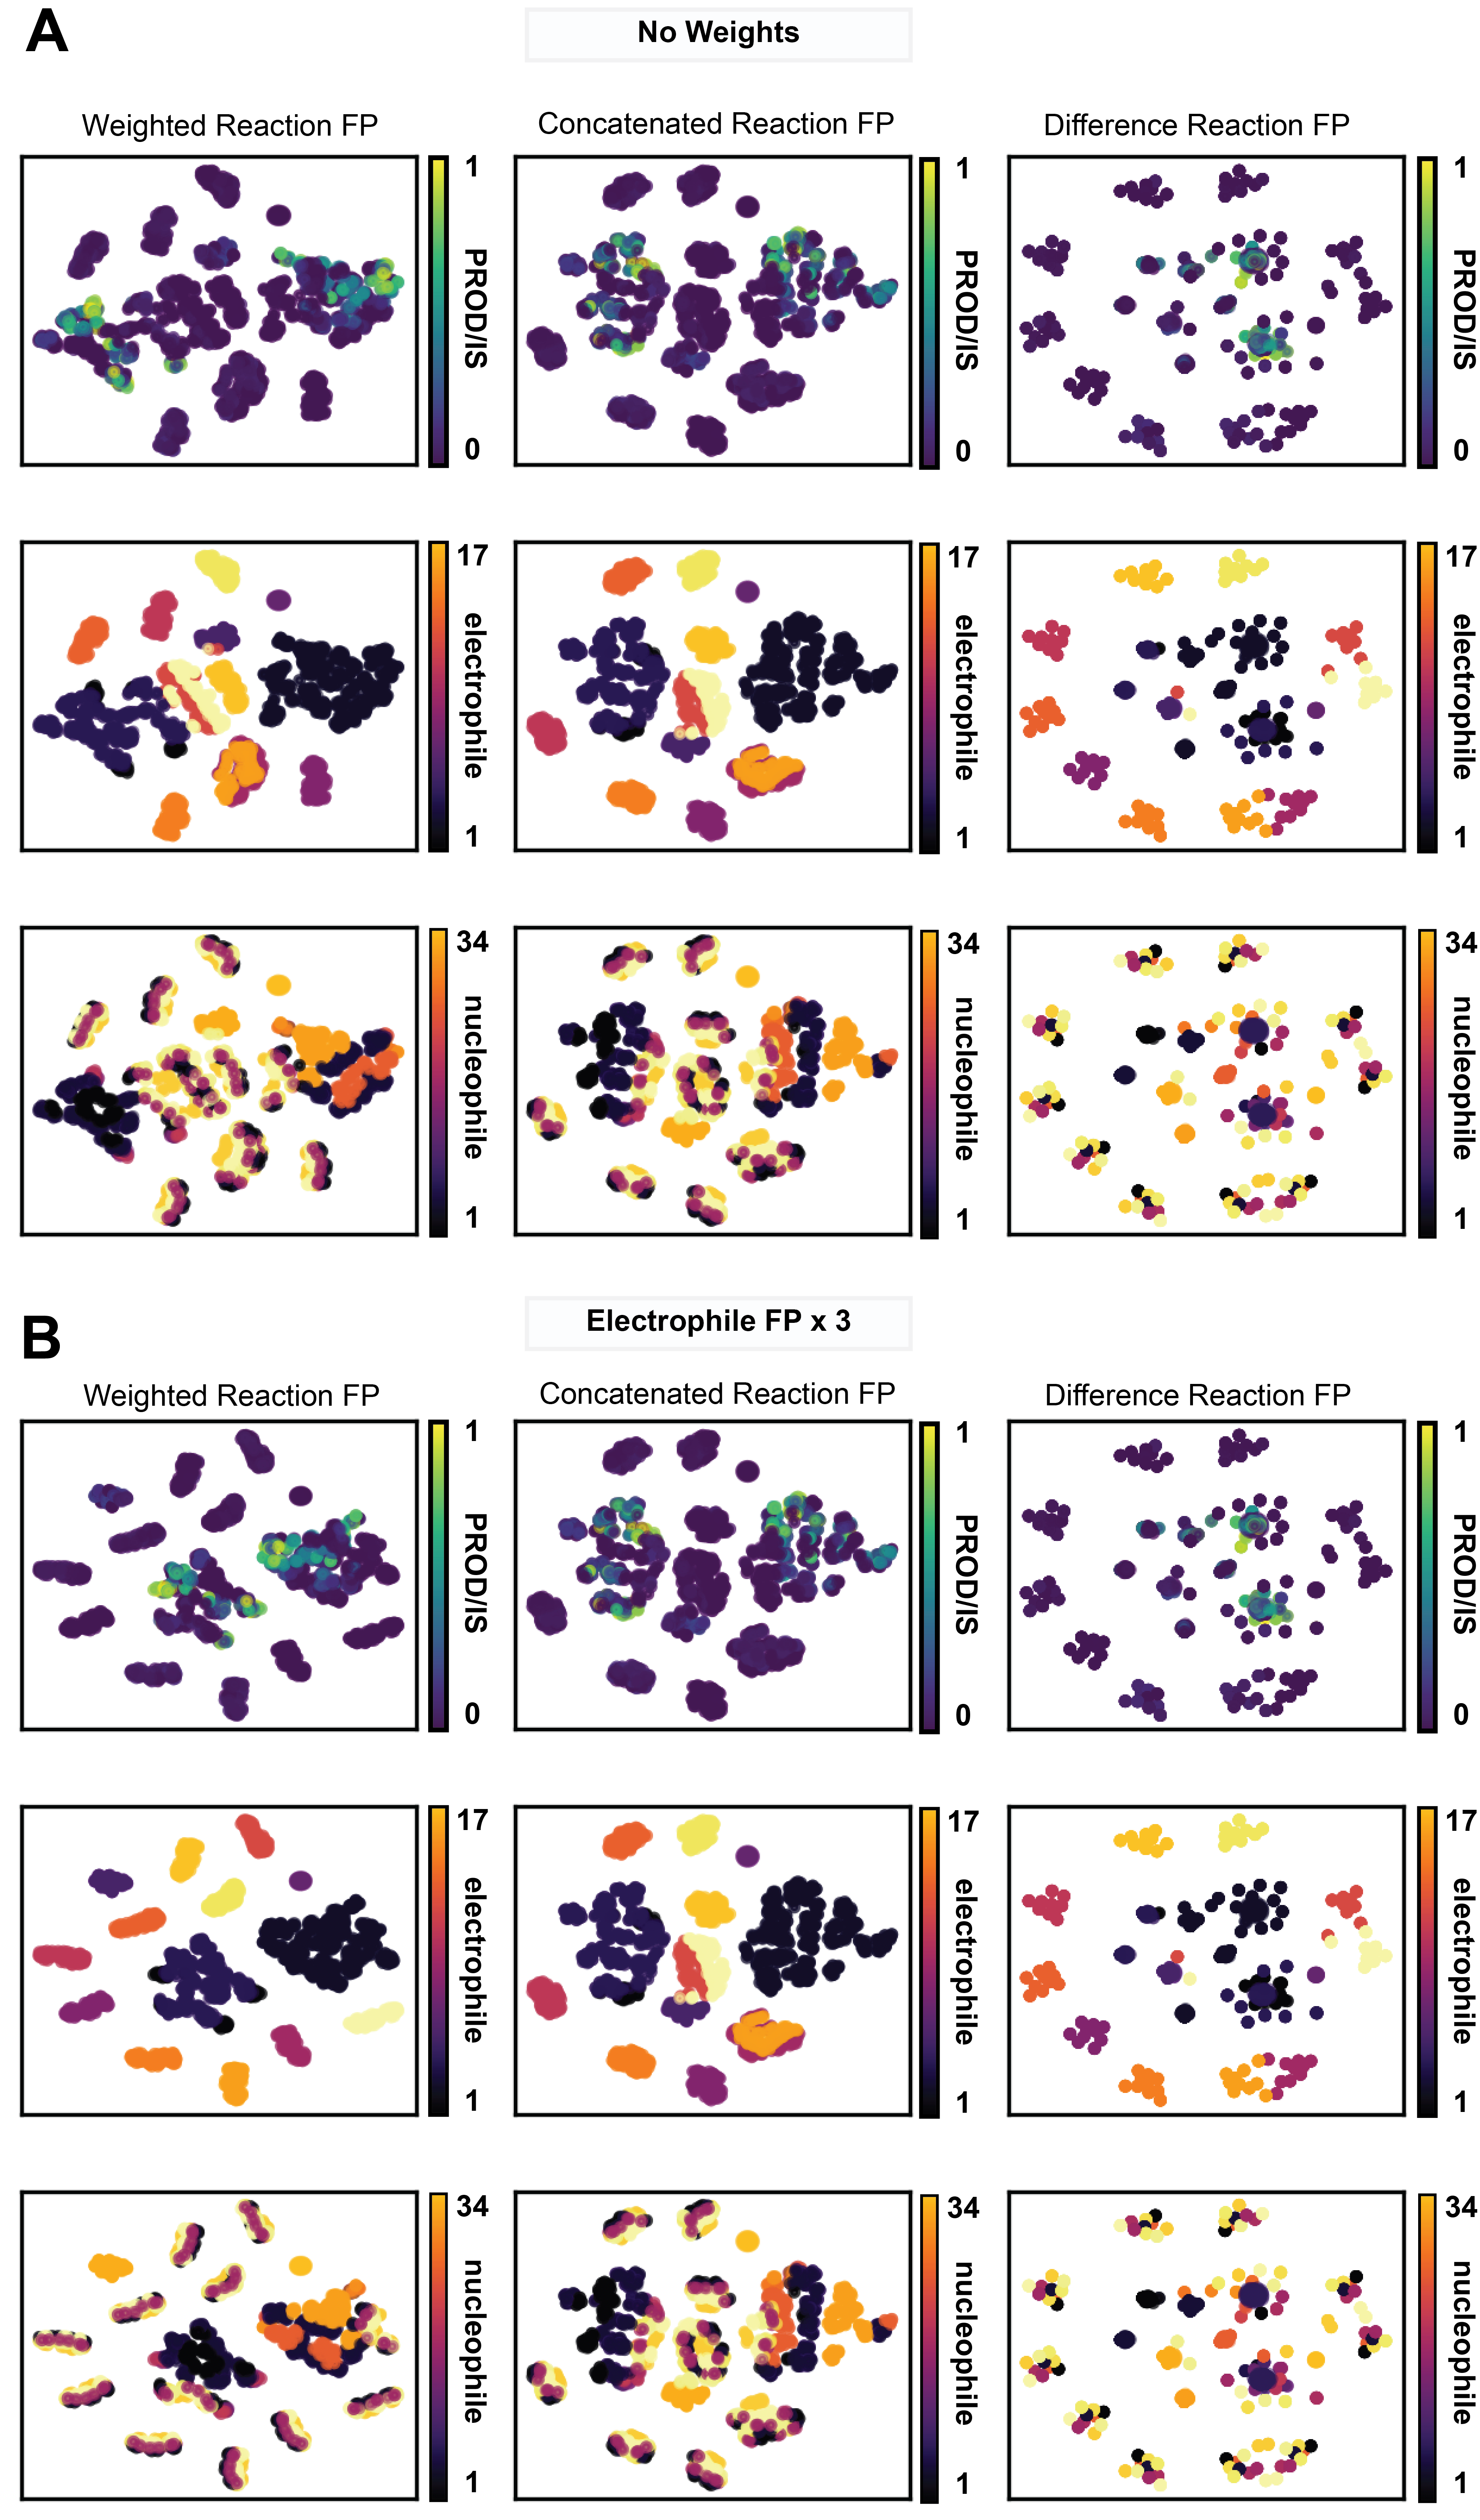 A
No Weights
Weighted Reaction FP
Concatenated Reaction FP
Difference Reaction FP
1
PROD/IS
0
1
PROD/IS
0
1
PROD/IS
0
17
electrophile
1
17
electrophile
1
17
electrophile
1
34
nucleophile
1
34
nucleophile
1
34
nucleophile
1
B
Electrophile FP x 3
Weighted Reaction FP
Concatenated Reaction FP
Difference Reaction FP
1
PROD/IS
0
1
PROD/IS
0
1
PROD/IS
0
17
electrophile
1
17
electrophile
1
17
electrophile
1
34
nucleophile
1
34
nucleophile
1
34
nucleophile
1